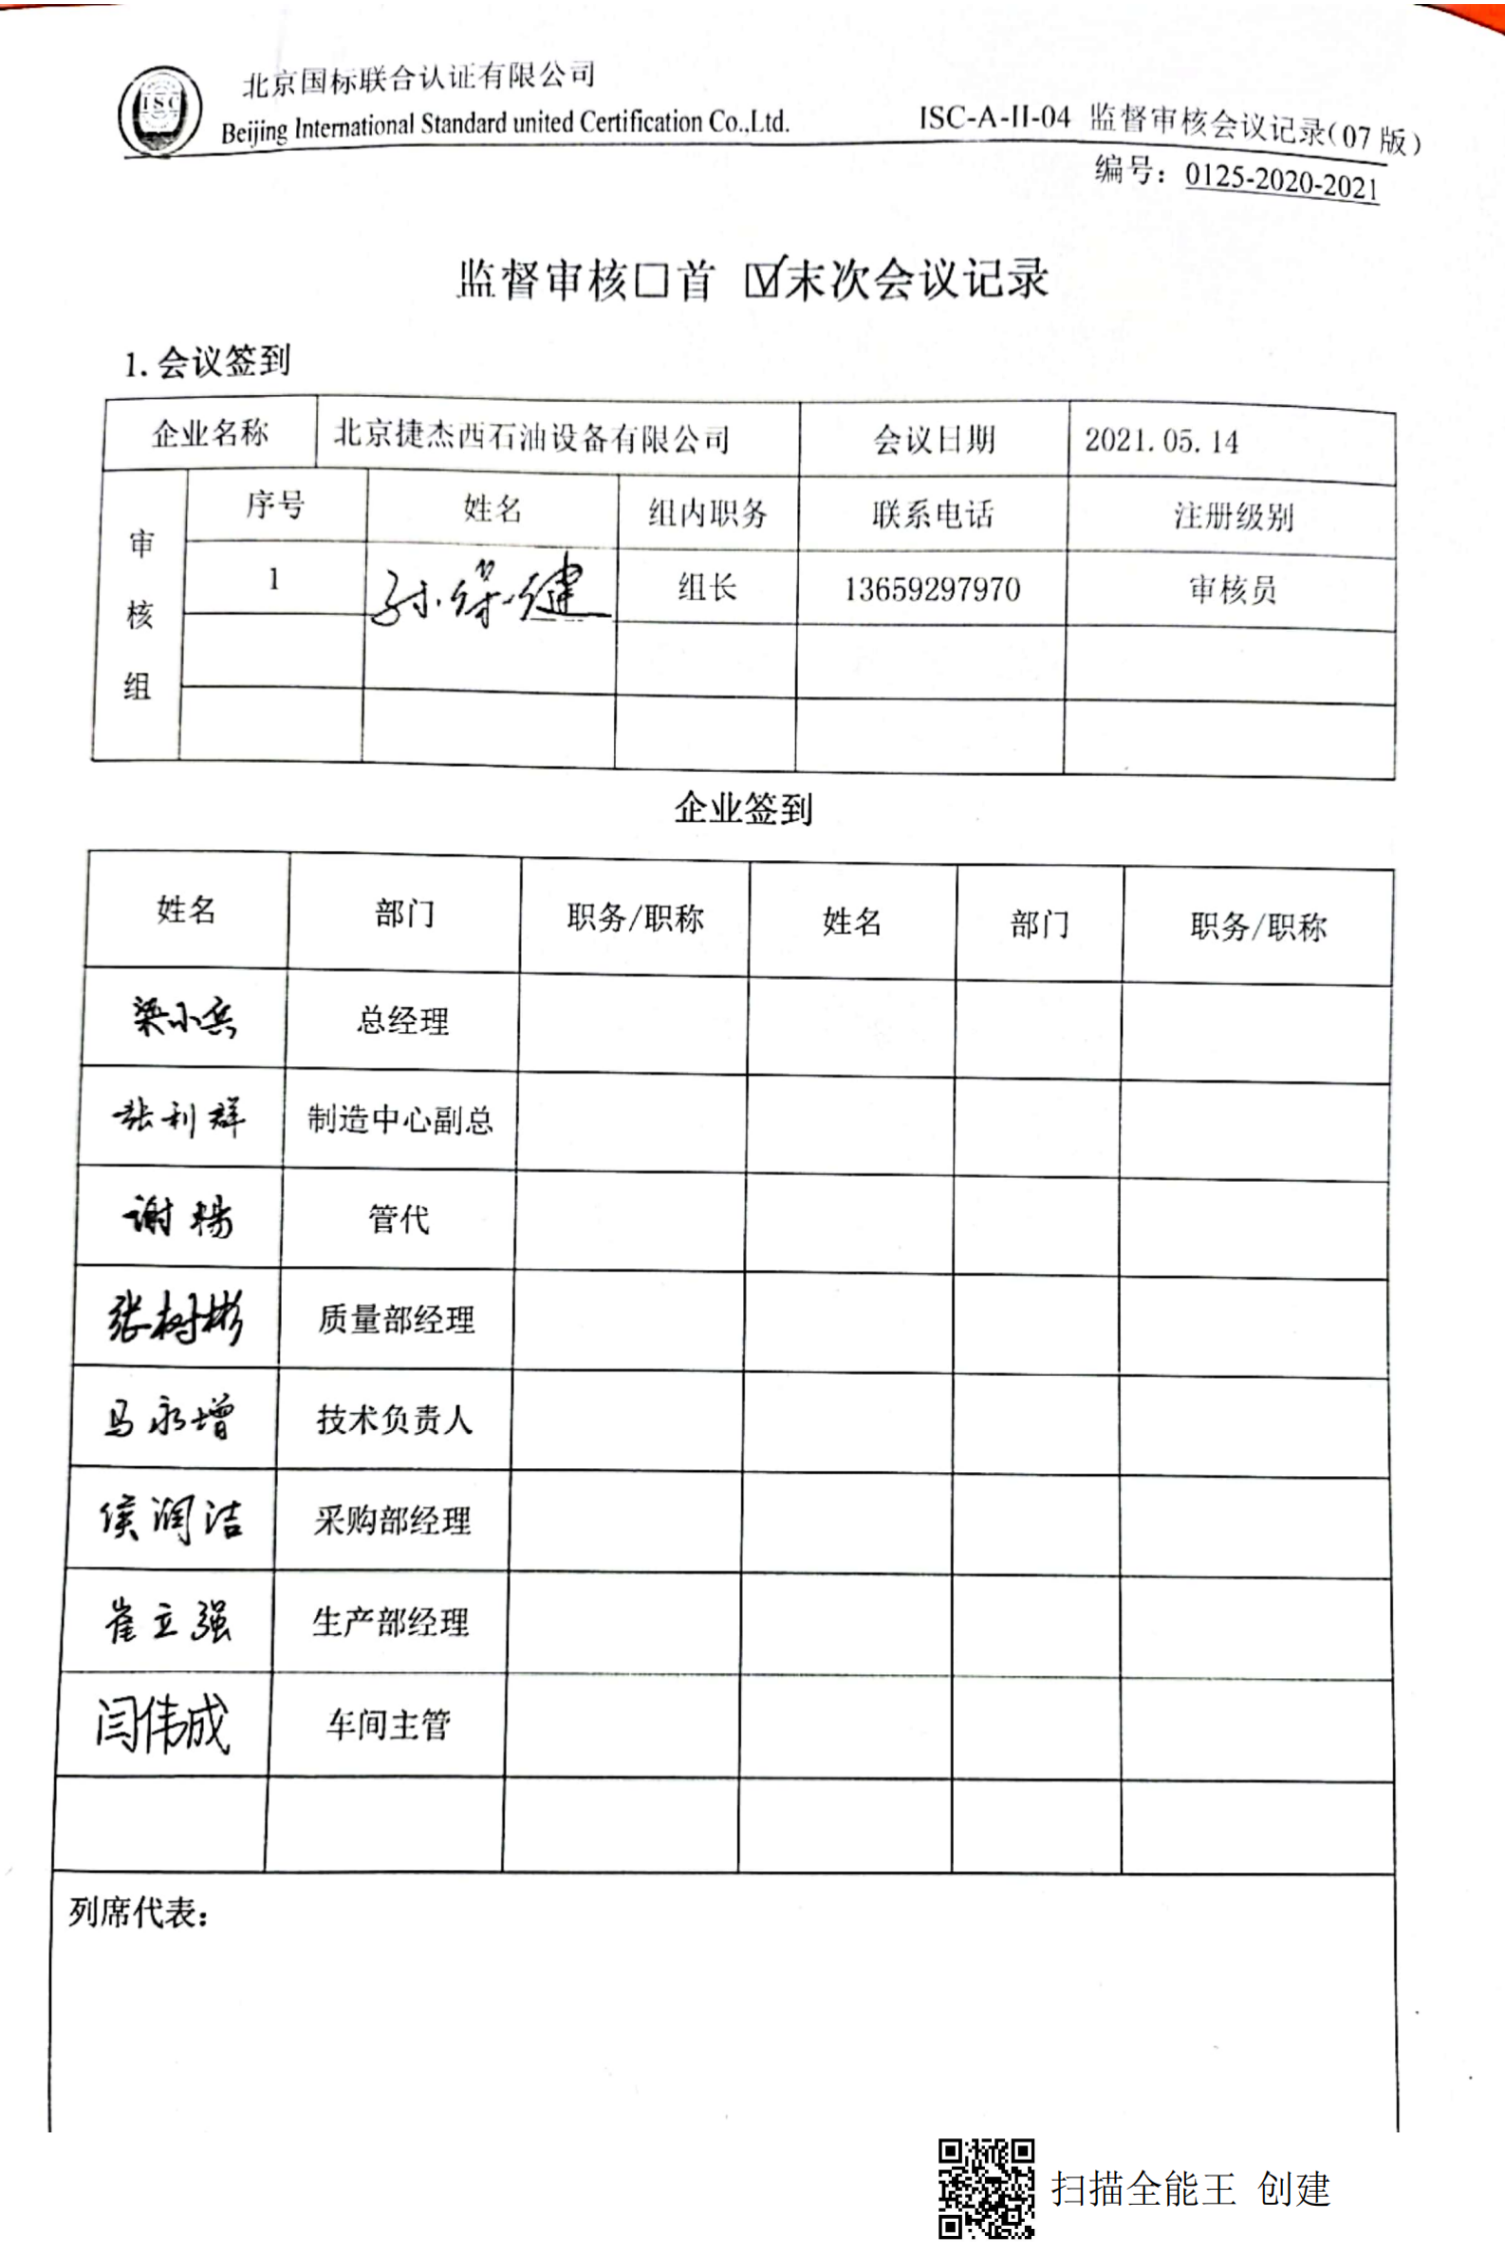 ISC
北京国标联合认证有限公司
Beijing International Standard united Certification Co.,Ltd.
ISC-A-II-04 监督审核会议记录(07版)
编号：0125-2020-2021
监督审核□首 ☑末次会议记录
1.会议签到
企业名称 北京捷杰西石油设备有限公司 会议日期 2021.05.14
审核组 序号 姓名 组内职务 联系电话 注册级别
1 孙 健 组长 13659297970 审核员
企业签到
姓名 部门 职务/职称 姓名 部门 职务/职称
梁小兵 总经理
张利群 制造中心副总
谢杨 管代
张树彬 质量部经理
马永增 技术负责人
侯润洁 采购部经理
崔立强 生产部经理
闫伟成 车间主管
列席代表：
扫描全能王 创建